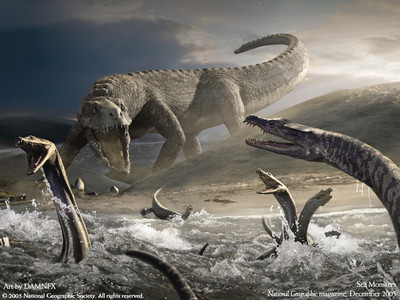 Art by DAMNFX
© 2005 National Geographic Society. All rights reserved.
Sea Monsters
National Geographic magazine, December 2005